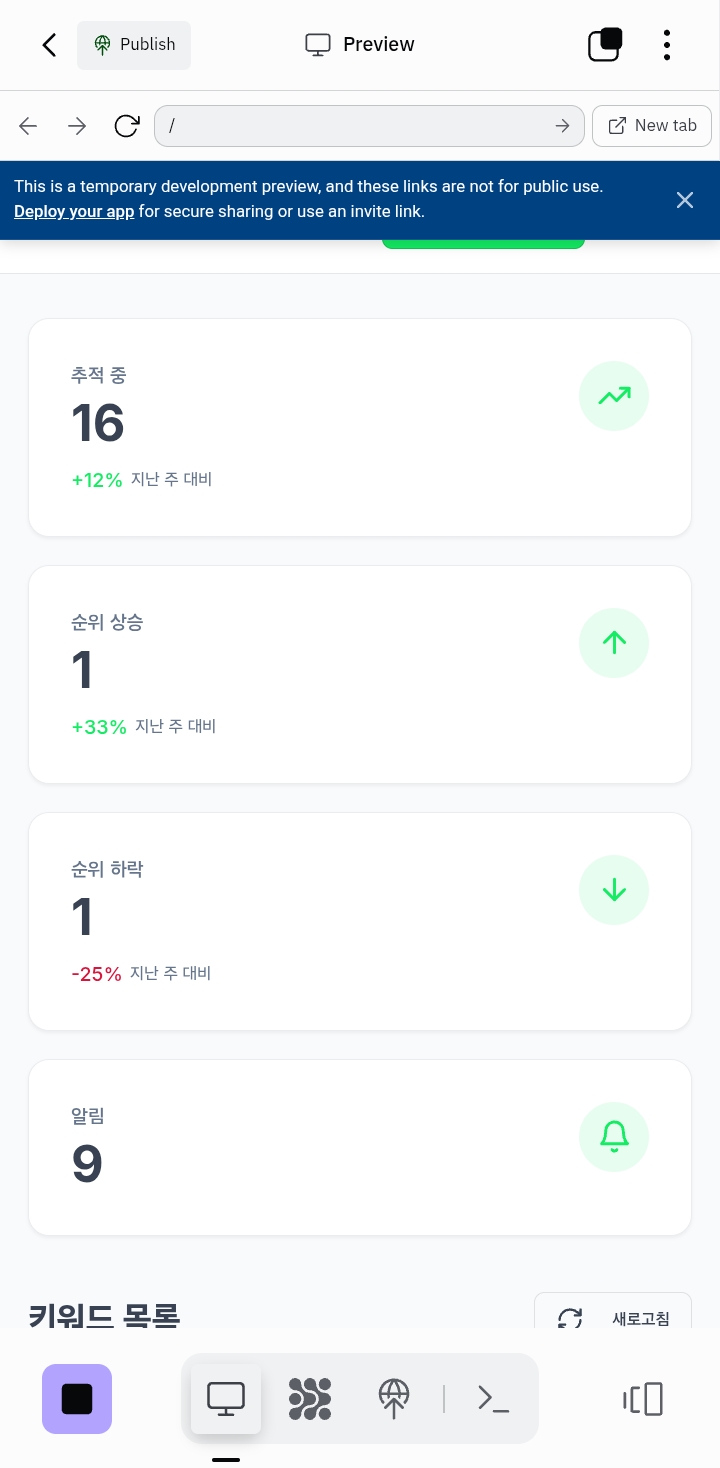 Publish
Preview
/
New tab
This is a temporary development preview, and these links are not for public use.
Deploy your app for secure sharing or use an invite link.
추적 중
16
+12% 지난 주 대비
순위 상승
1
+33% 지난 주 대비
순위 하락
1
-25% 지난 주 대비
알림
9
키워드 목록
새로고침